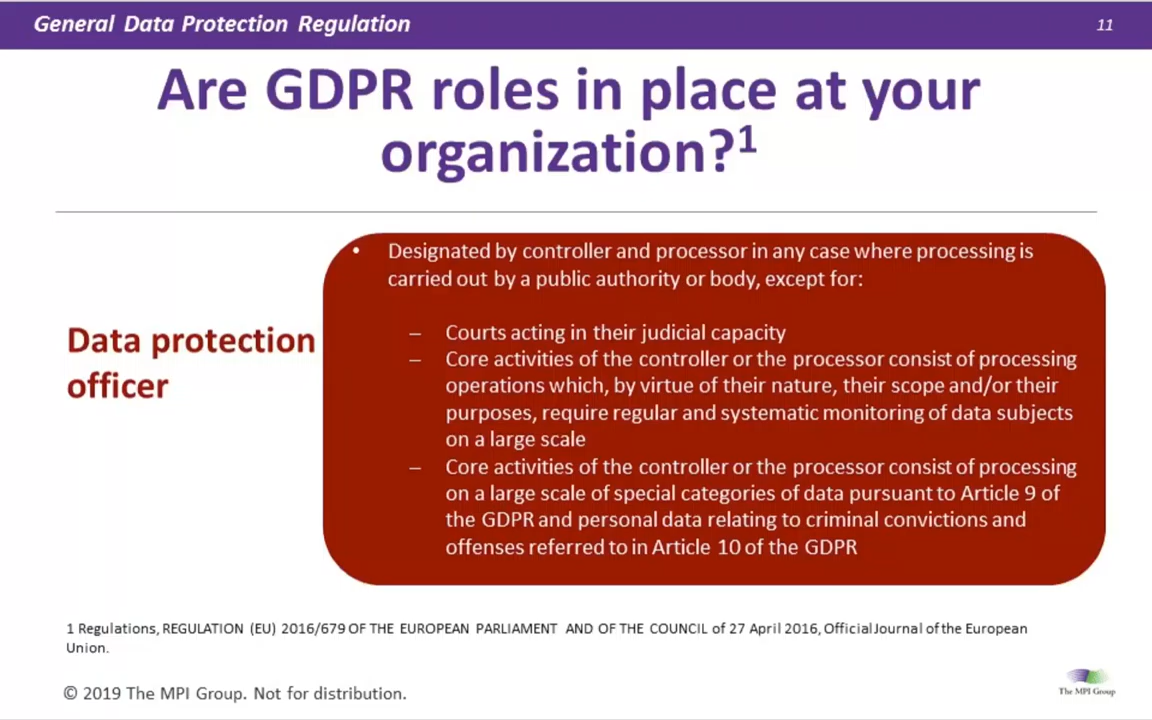 General Data Protection Regulation
11
Are GDPR roles in place at your
organization?1
Data protection
officer
• Designated by controller and processor in any case where processing is
carried out by a public authority or body, except for:
– Courts acting in their judicial capacity
– Core activities of the controller or the processor consist of processing
operations which, by virtue of their nature, their scope and/or their
purposes, require regular and systematic monitoring of data subjects
on a large scale
– Core activities of the controller or the processor consist of processing
on a large scale of special categories of data pursuant to Article 9 of
the GDPR and personal data relating to criminal convictions and
offenses referred to in Article 10 of the GDPR
1 Regulations, REGULATION (EU) 2016/679 OF THE EUROPEAN PARLIAMENT AND OF THE COUNCIL of 27 April 2016, Official Journal of the European
Union.
© 2019 The MPI Group. Not for distribution.
The MPI Group